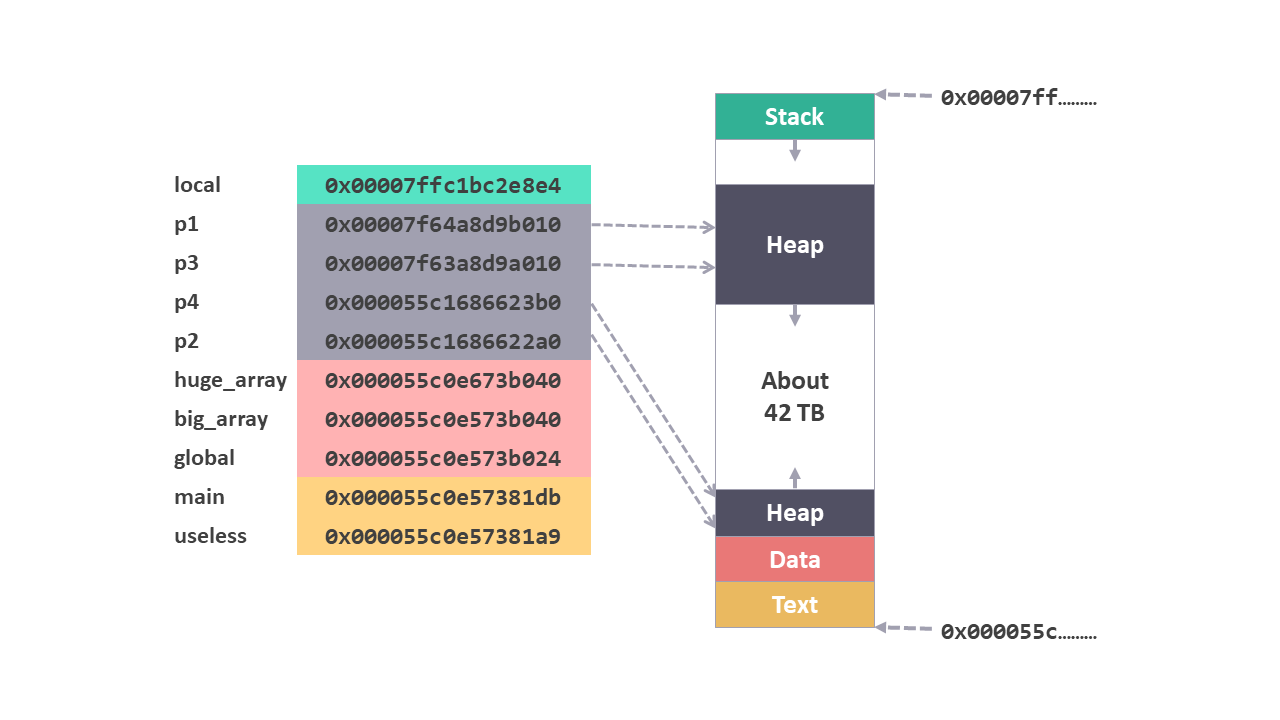 0x00007ff………
Stack
local 0x00007ffc1bc2e8e4
p1 0x00007f64a8d9b010
Heap
p3 0x00007f63a8d9a010
p4 0x000055c1686623b0
p2 0x000055c1686622a0
huge_array 0x000055c0e673b040
About
42 TB
big_array 0x000055c0e573b040
global 0x000055c0e573b024
main 0x000055c0e57381db
Heap
useless 0x000055c0e57381a9
Data
Text
0x000055c………